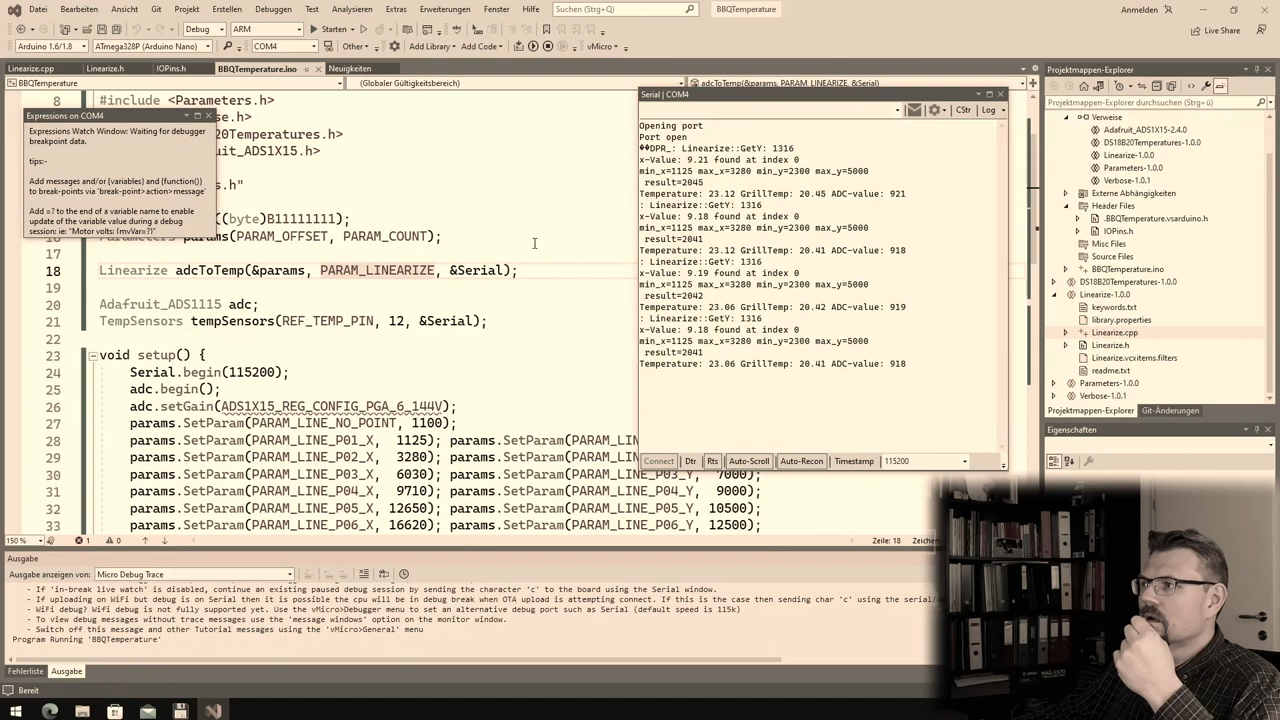 Datei
Bearbeiten
Ansicht
Git
Projekt
Erstellen
Debuggen
Test
Analysieren
Extras
Erweiterungen
Fenster
Hilfe
Suchen (Strg+Q)
BBQTemperature
Anmelden
Debug
ARM
Starten
Live Share
Arduino 1.6/1.8
ATmega328P (Arduino Nano)
COM4
Other
Add Library
Add Code
vMicro
Linearize.cpp
Linearize.h
IOPins.h
BBQTemperature.ino
Neuigkeiten
BBQTemperature
(Globaler Gültigkeitsbereich)
adcToTemp(&params, PARAM_LINEARIZE, &Serial)
8 #include <Parameters.h>
se.h>
20Temperatures.h>
uit_ADS1X15.h>
.h"
((byte)B11111111);
16 Parameters params(PARAM_OFFSET, PARAM_COUNT);
17
18 Linearize adcToTemp(&params, PARAM_LINEARIZE, &Serial);
19
20 Adafruit_ADS1115 adc;
21 TempSensors tempSensors(REF_TEMP_PIN, 12, &Serial);
22
23 void setup() {
24 Serial.begin(115200);
25 adc.begin();
26 adc.setGain(ADS1X15_REG_CONFIG_PGA_6_144V);
27 params.SetParam(PARAM_LINE_NO_POINT, 1100);
28 params.SetParam(PARAM_LINE_P01_X, 1125); params.SetParam(PARAM_LIN
29 params.SetParam(PARAM_LINE_P02_X, 3280); params.SetParam(PARAM_LIN
30 params.SetParam(PARAM_LINE_P03_X, 6030); params.SetParam(PARAM_LINE_P03_Y, 7000);
31 params.SetParam(PARAM_LINE_P04_X, 9710); params.SetParam(PARAM_LINE_P04_Y, 9000);
32 params.SetParam(PARAM_LINE_P05_X, 12650); params.SetParam(PARAM_LINE_P05_Y, 10500);
33 params.SetParam(PARAM_LINE_P06_X, 16620); params.SetParam(PARAM_LINE_P06_Y, 12500);
Expressions on COM4
Expressions Watch Window: Waiting for debugger
breakpoint data.
tips:-
Add messages and/or {variables} and {function()}
to break-points via 'break-point>action>message'
Add =? to the end of a variable name to enable
update of the variable value during a debug
session: ie: "Motor volts: {mvVar=?}"
Serial | COM4
CStr
Log
Opening port
Port open
��DPR_: Linearize::GetY: 1316
x-Value: 9.21 found at index 0
min_x=1125 max_x=3280 min_y=2300 max_y=5000
result=2045
Temperature: 23.12 GrillTemp: 20.45 ADC-value: 921
: Linearize::GetY: 1316
x-Value: 9.18 found at index 0
min_x=1125 max_x=3280 min_y=2300 max_y=5000
result=2041
Temperature: 23.12 GrillTemp: 20.41 ADC-value: 918
: Linearize::GetY: 1316
x-Value: 9.19 found at index 0
min_x=1125 max_x=3280 min_y=2300 max_y=5000
result=2042
Temperature: 23.06 GrillTemp: 20.42 ADC-value: 919
: Linearize::GetY: 1316
x-Value: 9.18 found at index 0
min_x=1125 max_x=3280 min_y=2300 max_y=5000
result=2041
Temperature: 23.06 GrillTemp: 20.41 ADC-value: 918
Connect
Dtr
Rts
Auto-Scroll
Auto-Recon
Timestamp
115200
Projektmappen-Explorer
Projektmappen-Explorer durchsuchen (Strg+ü)
Verweise
Adafruit_ADS1X15-2.4.0
DS18B20Temperatures-1.0.0
Linearize-1.0.0
Parameters-1.0.0
Verbose-1.0.1
Externe Abhängigkeiten
Header Files
.BBQTemperature.vsarduino.h
IOPins.h
Misc Files
Source Files
BBQTemperature.ino
DS18B20Temperatures-1.0.0
Linearize-1.0.0
keywords.txt
library.properties
Linearize.cpp
Linearize.h
Linearize.vcxitems.filters
readme.txt
Parameters-1.0.0
Verbose-1.0.1
Projektmappen-Explorer
Git-Änderungen
Eigenschaften
150 %
1
0
Zeile: 18
Zeichen:
Ausgabe
Ausgabe anzeigen von:
Micro Debug Trace
- If 'in-break live watch' is disabled, continue an existing paused debug session by sending the character 'c' to the board using the Serial window.
- If uploading on Wifi but debug is on Serial then it is possible the cpu will be in debug break when OTA upload is attempting connect. If this is the case then sending char 'c' using the serial/
- WiFi debug? Wifi debug is not fully supported yet. Use the vMicro>Debugger menu to set an alternative debug port such as Serial (default speed is 115k)
- To view debug messages without trace messages use the 'message windows' option on the monitor window.
- Switch off this message and other Tutorial messages using the 'vMicro>General' menu
Program Running 'BBQTemperature'
Fehlerliste
Ausgabe
Bereit